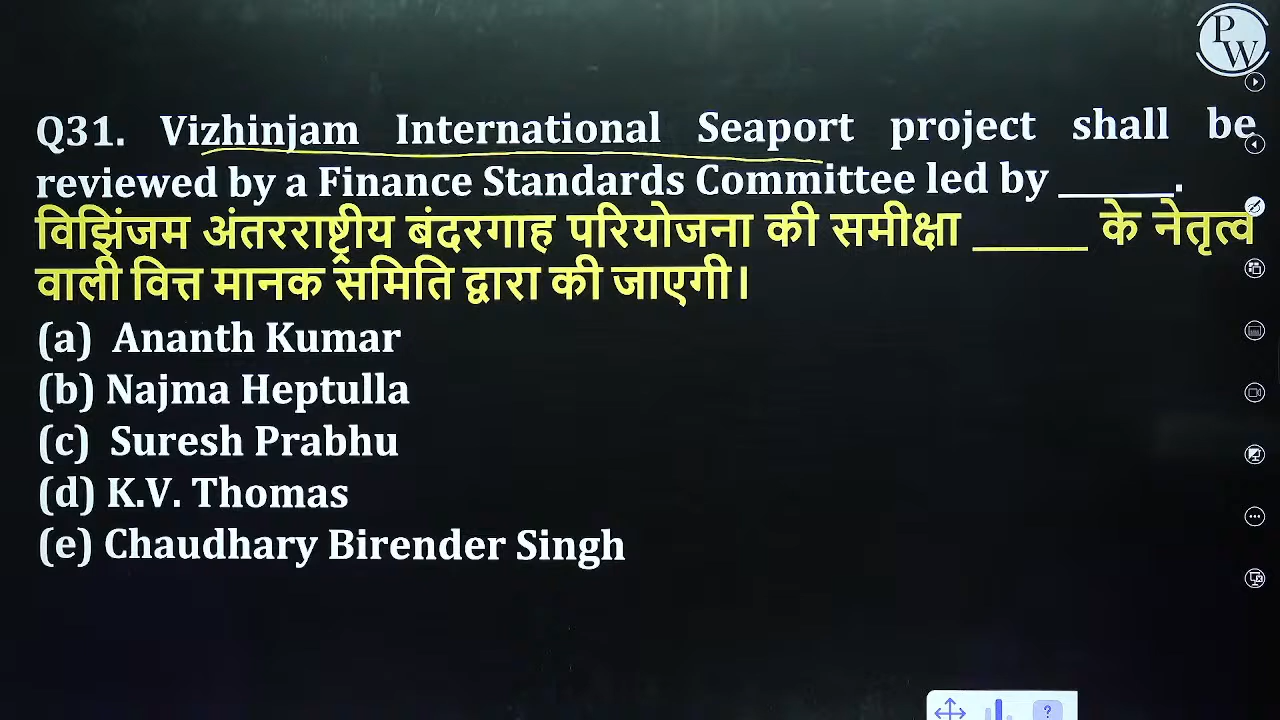 PW
Q31. Vizhinjam International Seaport project shall be
reviewed by a Finance Standards Committee led by ______.
विझिंजम अंतरराष्ट्रीय बंदरगाह परियोजना की समीक्षा ______ के नेतृत्व
वाली वित्त मानक समिति द्वारा की जाएगी।
(a) Ananth Kumar
(b) Najma Heptulla
(c) Suresh Prabhu
(d) K.V. Thomas
(e) Chaudhary Birender Singh
?